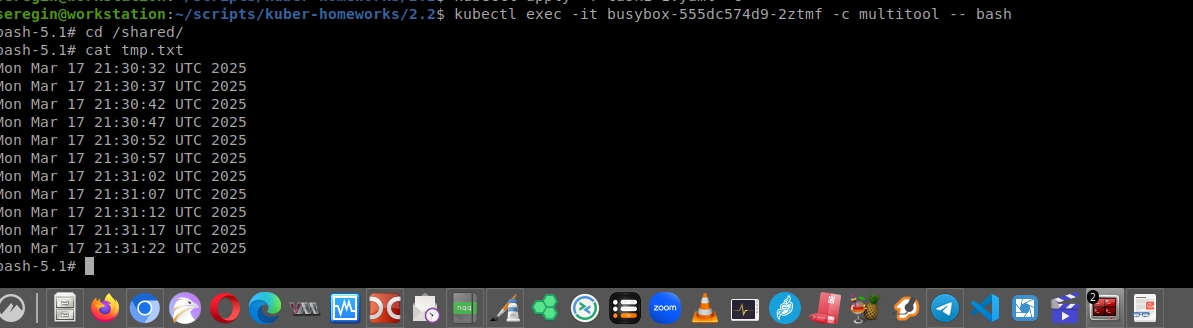 seregin@workstation:~/scripts/kuber-homeworks/2.2$ kubectl exec -it busybox-555dc574d9-2ztmf -c multitool -- bash
bash-5.1# cd /shared/
bash-5.1# cat tmp.txt
Mon Mar 17 21:30:32 UTC 2025
Mon Mar 17 21:30:37 UTC 2025
Mon Mar 17 21:30:42 UTC 2025
Mon Mar 17 21:30:47 UTC 2025
Mon Mar 17 21:30:52 UTC 2025
Mon Mar 17 21:30:57 UTC 2025
Mon Mar 17 21:31:02 UTC 2025
Mon Mar 17 21:31:07 UTC 2025
Mon Mar 17 21:31:12 UTC 2025
Mon Mar 17 21:31:17 UTC 2025
Mon Mar 17 21:31:22 UTC 2025
bash-5.1#
nqq
zoom
2